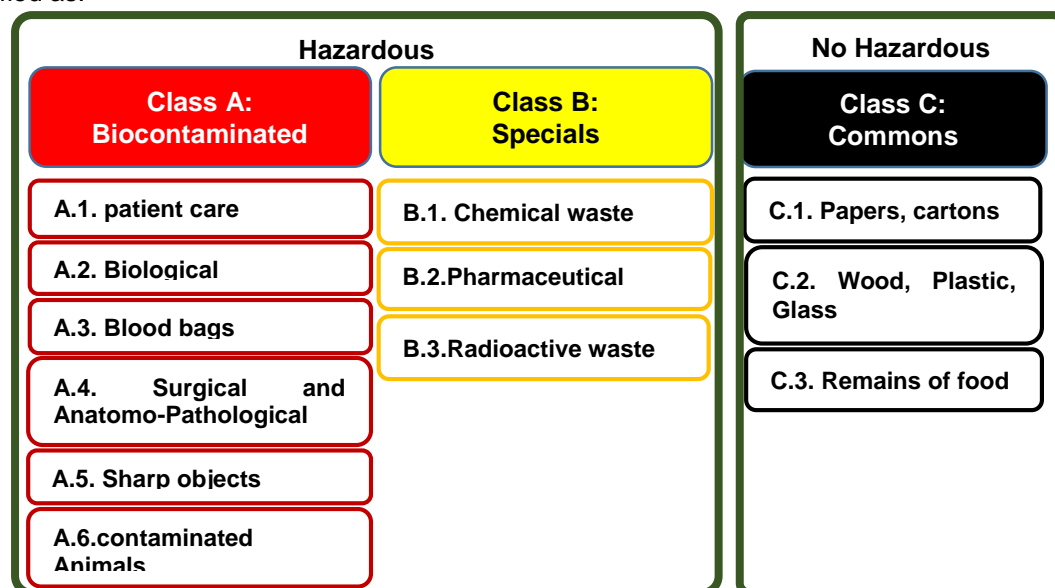 Hazardous
Class A:
Biocontaminated
A.1. patient care
A.2. Biological
A.3. Blood bags
A.4. Surgical and
Anatomo-Pathological
A.5. Sharp objects
A.6.contaminated
Animals
Class B:
Specials
B.1. Chemical waste
B.2.Pharmaceutical
B.3.Radioactive waste
No Hazardous
Class C:
Commons
C.1. Papers, cartons
C.2. Wood, Plastic,
Glass
C.3. Remains of food